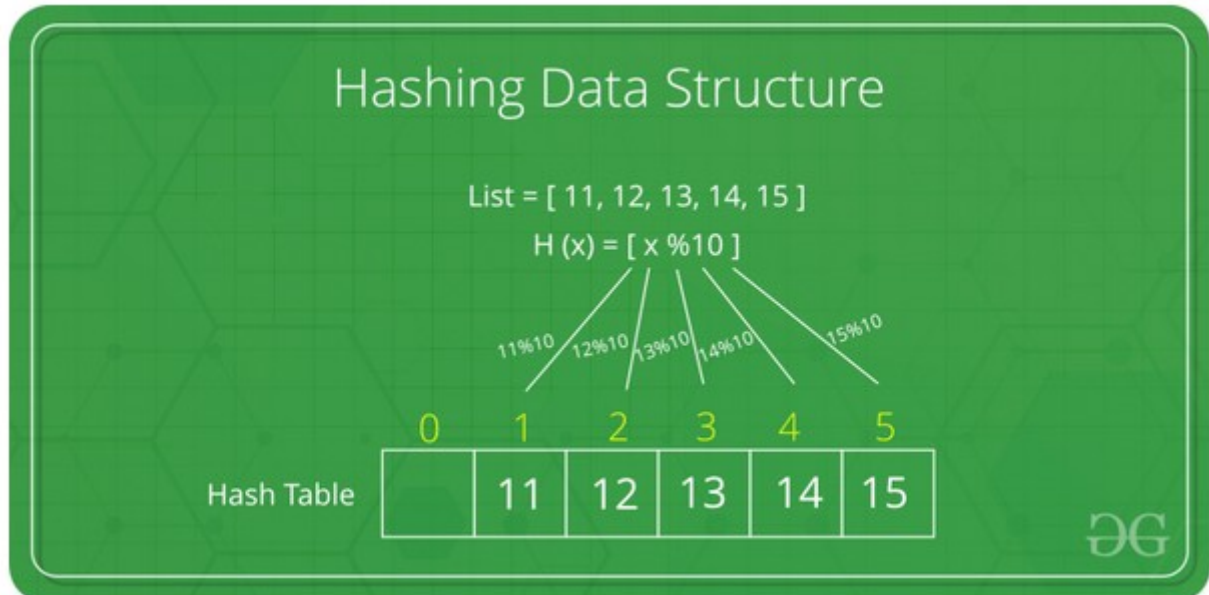 Hashing Data Structure
List = [ 11, 12, 13, 14, 15 ]
H (x) = [ x %10 ]
11%10 12%10 13%10 14%10 15%10
0 1 2 3 4 5
Hash Table 11 12 13 14 15
GG